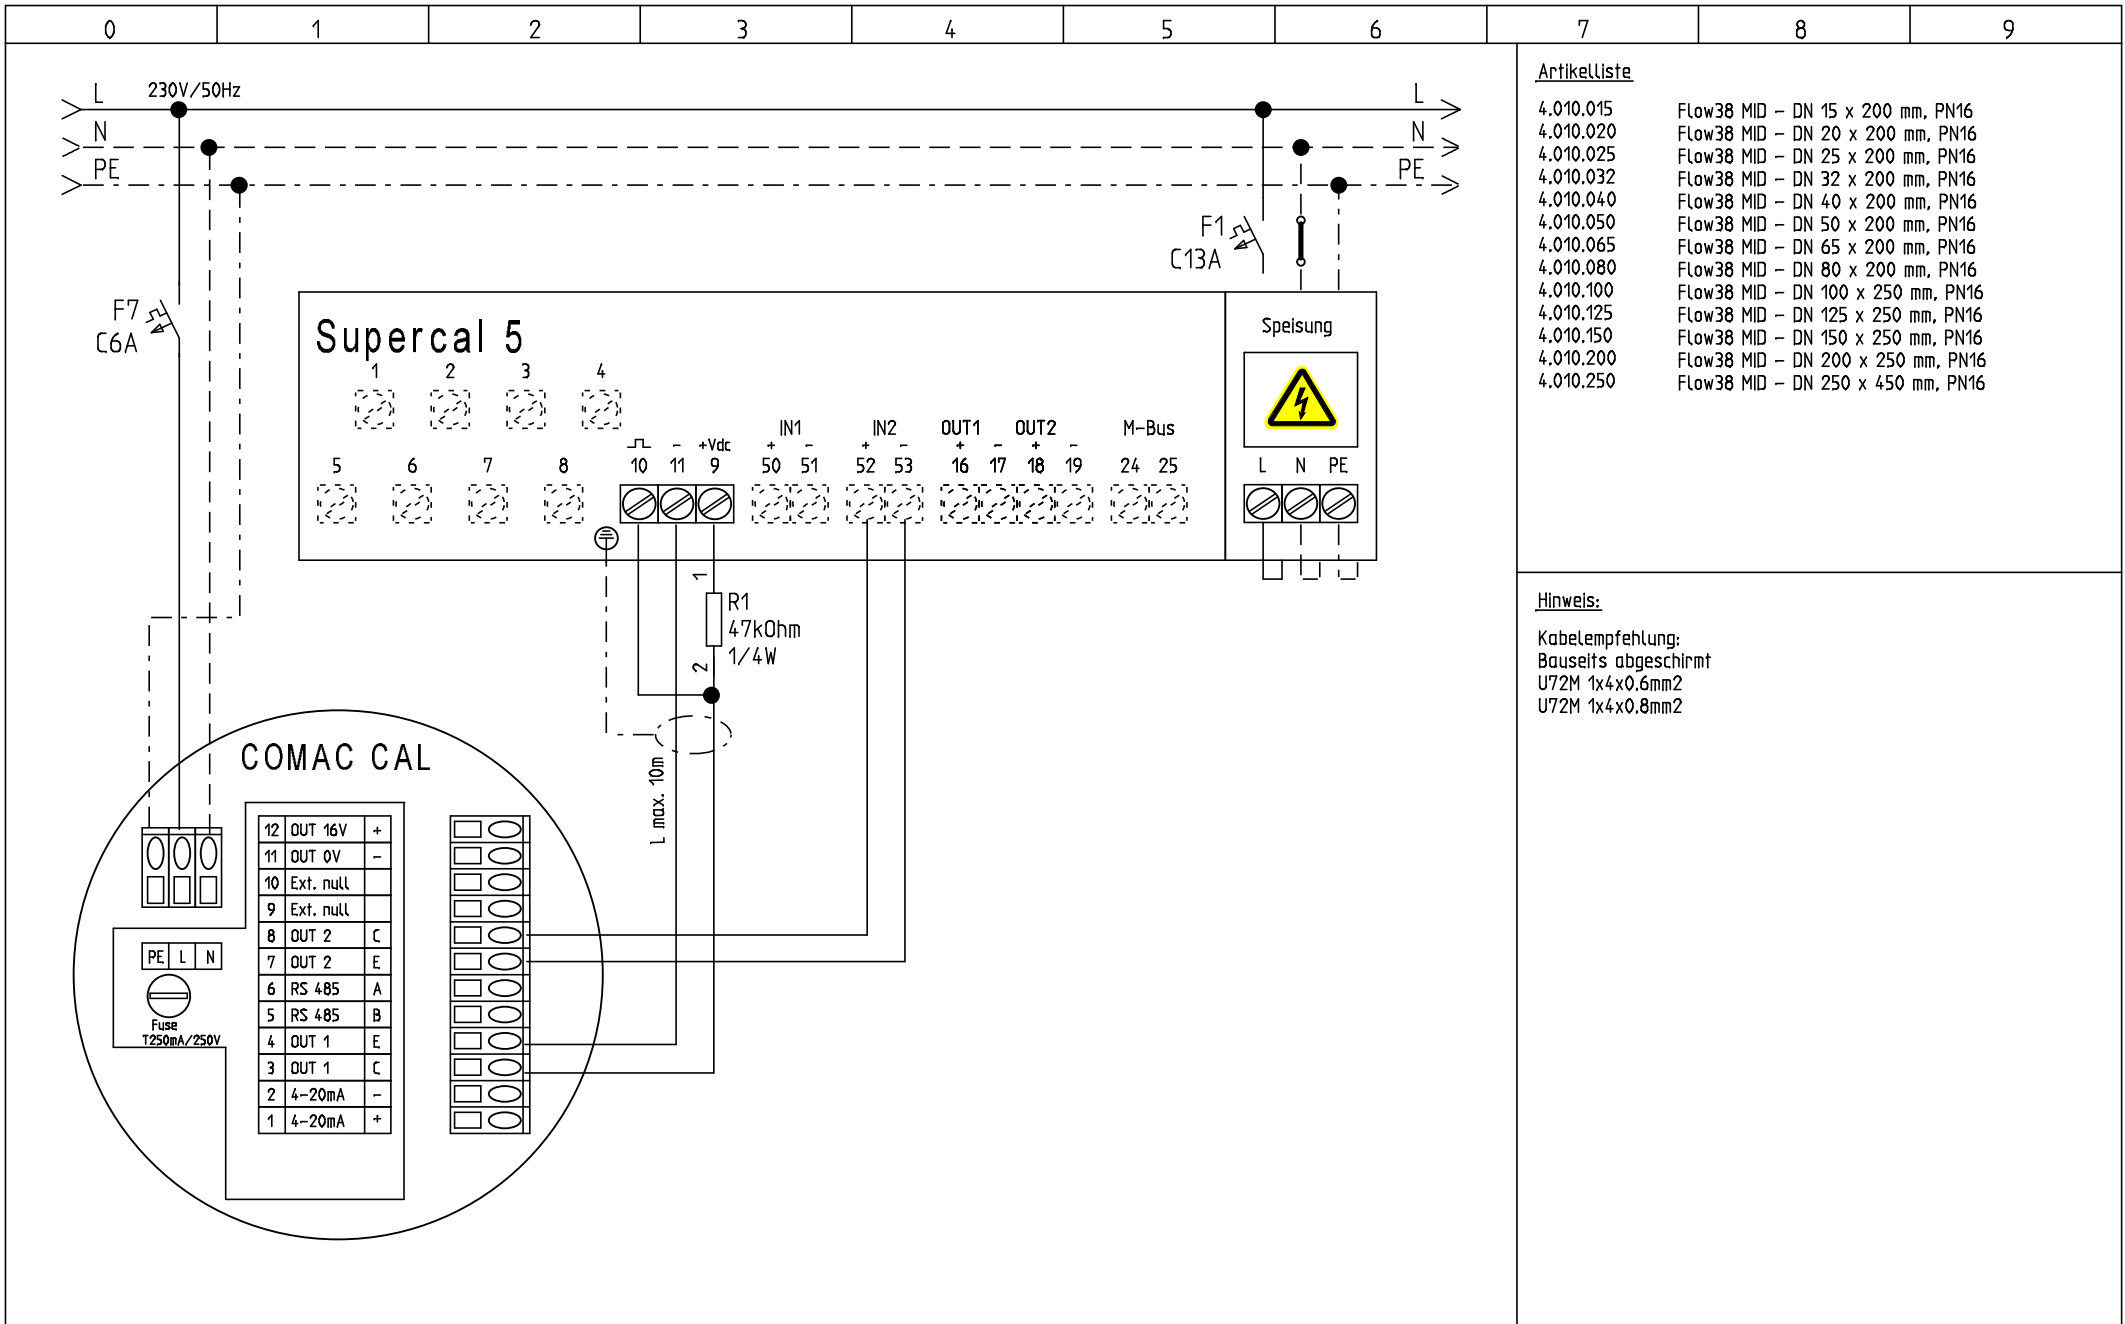 0 1 2 3 4 5 6 7 8 9
L 230V/50Hz L
N N
PE PE
F1
C13A
F7
C6A
Supercal 5
1 2 3 4
Speisung
IN1 IN2 OUT1 OUT2 M-Bus
- +Vdc + - + - + - + -
5 6 7 8 10 11 9 50 51 52 53 16 17 18 19 24 25 L N PE
1
R1
47kOhm
1/4W
2
L max. 10m
COMAC CAL
12 OUT 16V +
11 OUT 0V -
10 Ext. null
9 Ext. null
8 OUT 2 C
7 OUT 2 E
6 RS 485 A
5 RS 485 B
4 OUT 1 E
3 OUT 1 C
2 4-20mA -
1 4-20mA +
PE L N
Fuse
T250mA/250V
Artikelliste
4.010.015 Flow38 MID - DN 15 x 200 mm, PN16
4.010.020 Flow38 MID - DN 20 x 200 mm, PN16
4.010.025 Flow38 MID - DN 25 x 200 mm, PN16
4.010.032 Flow38 MID - DN 32 x 200 mm, PN16
4.010.040 Flow38 MID - DN 40 x 200 mm, PN16
4.010.050 Flow38 MID - DN 50 x 200 mm, PN16
4.010.065 Flow38 MID - DN 65 x 200 mm, PN16
4.010.080 Flow38 MID - DN 80 x 200 mm, PN16
4.010.100 Flow38 MID - DN 100 x 250 mm, PN16
4.010.125 Flow38 MID - DN 125 x 250 mm, PN16
4.010.150 Flow38 MID - DN 150 x 250 mm, PN16
4.010.200 Flow38 MID - DN 200 x 250 mm, PN16
4.010.250 Flow38 MID - DN 250 x 450 mm, PN16
Hinweis:
Kabelempfehlung:
Bauseits abgeschirmt
U72M 1x4x0.6mm2
U72M 1x4x0.8mm2